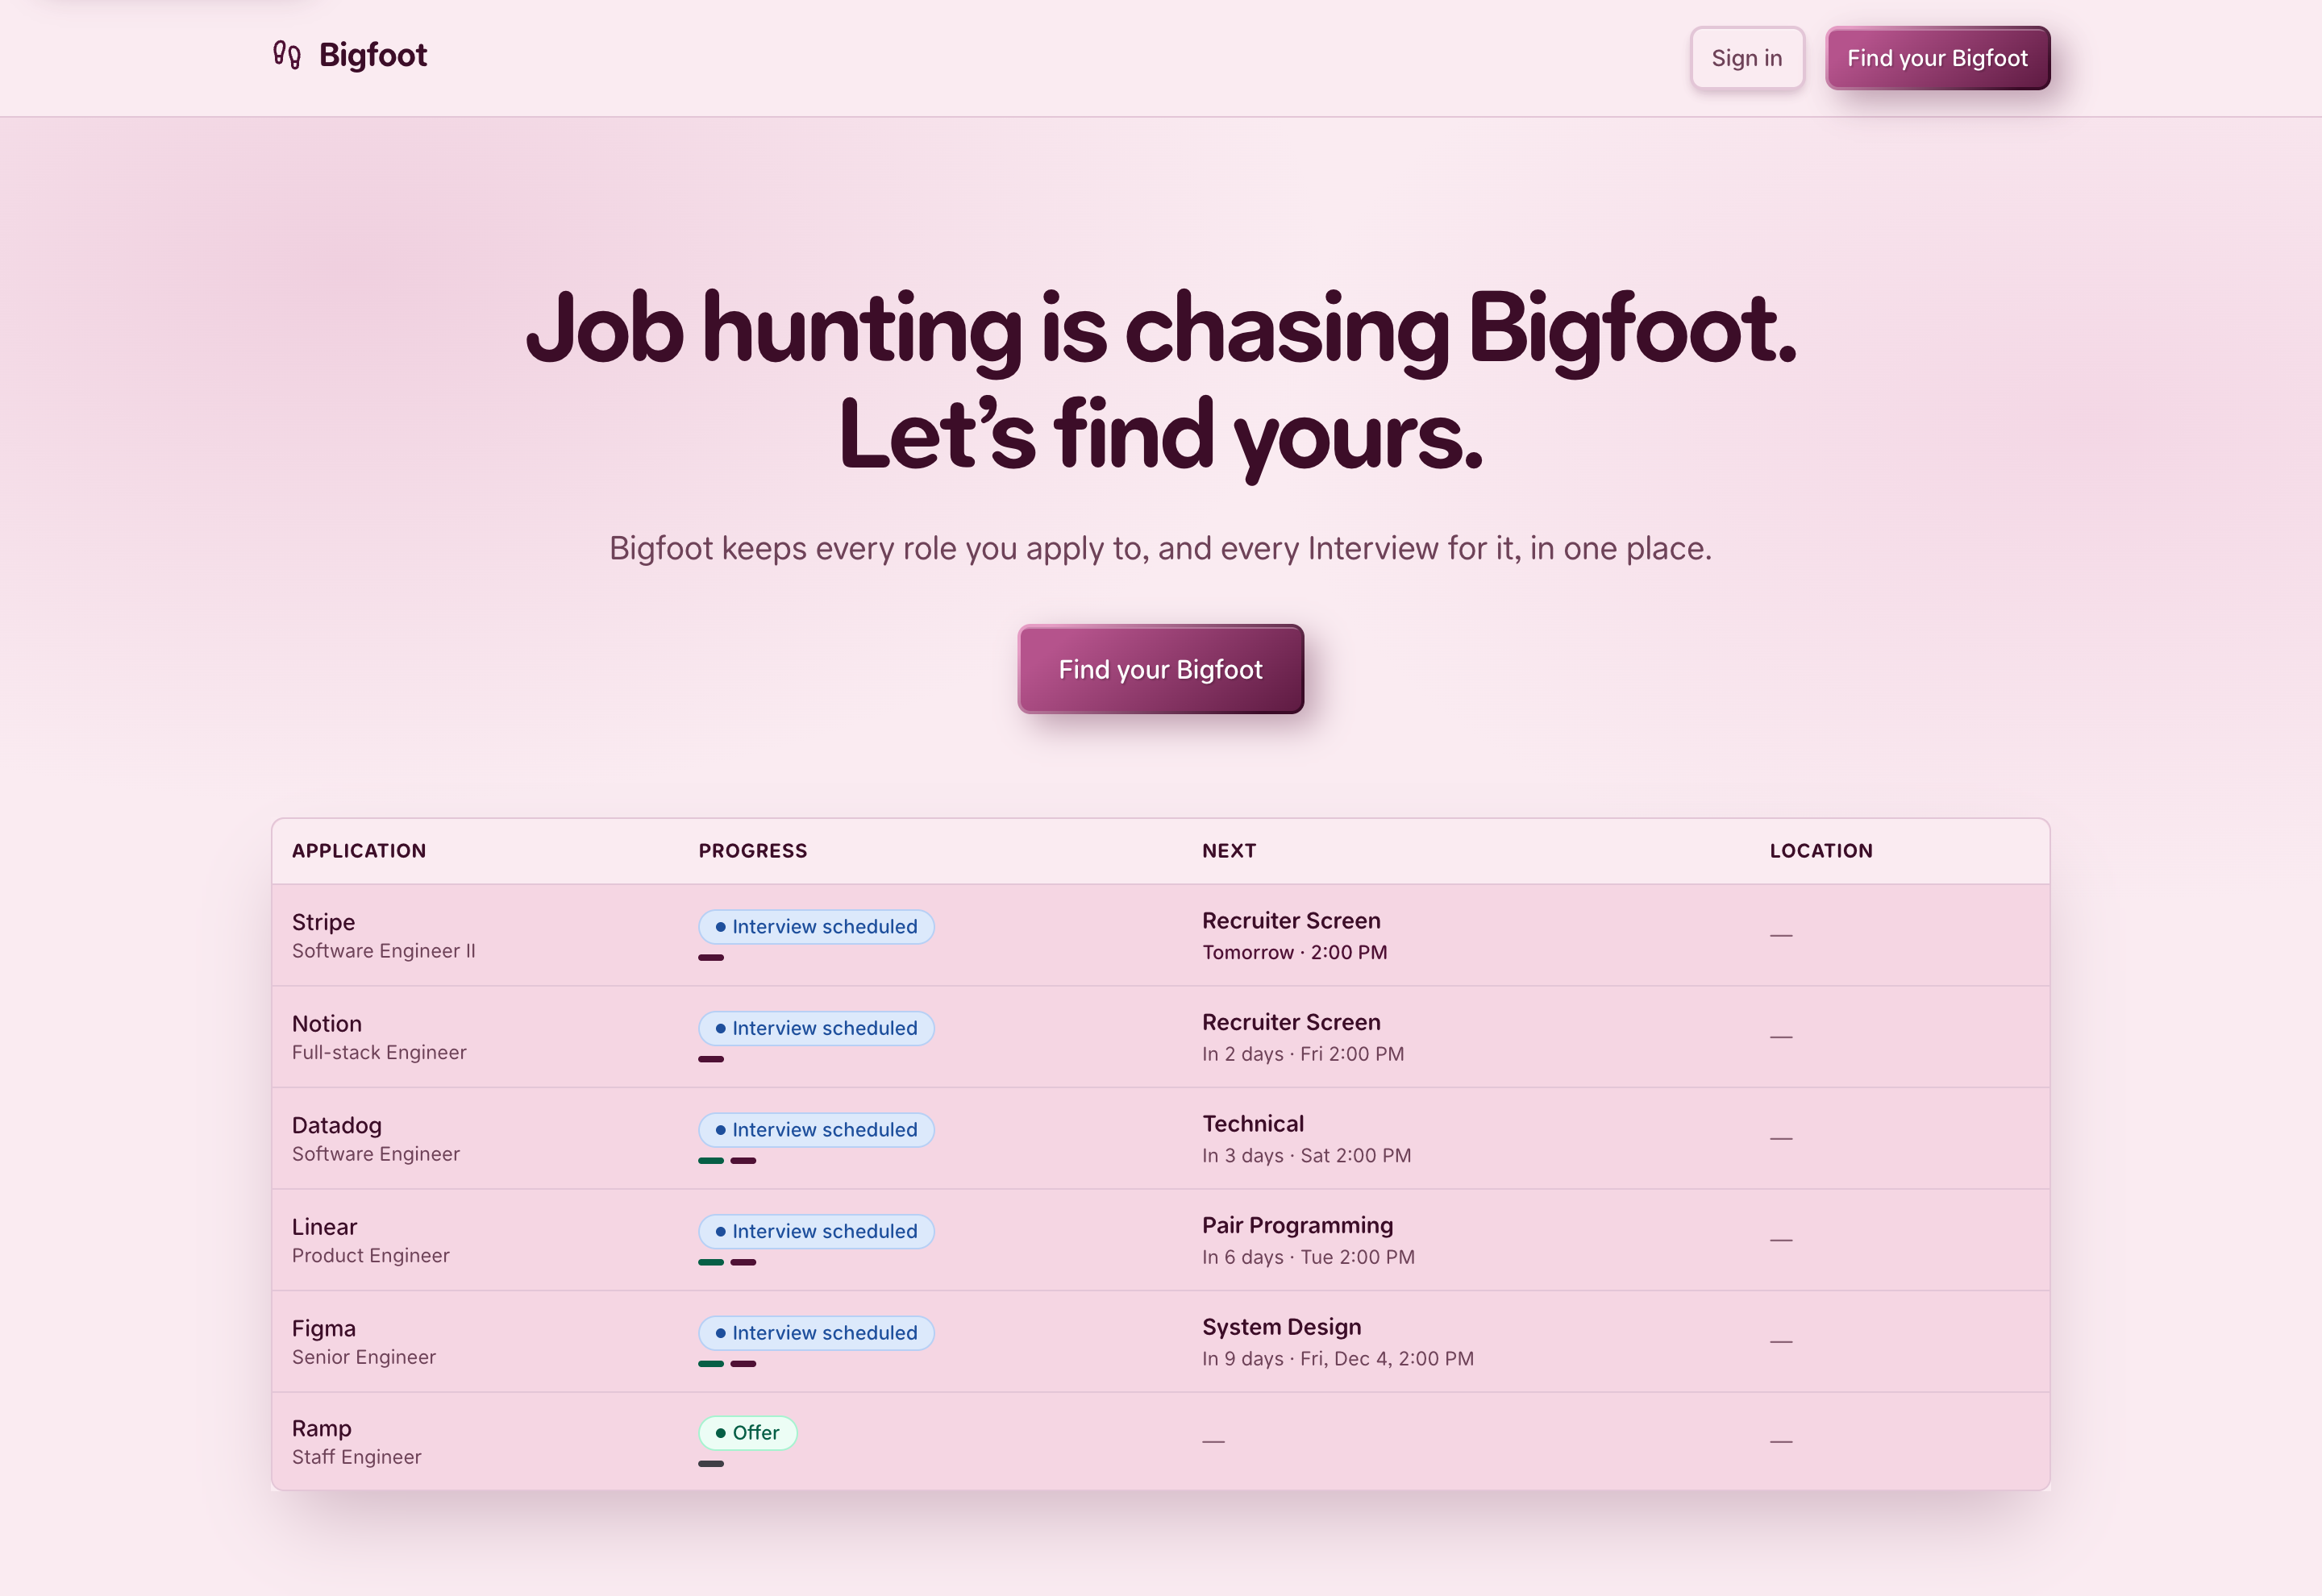 Bigfoot
Sign in
Find your Bigfoot
Job hunting is chasing Bigfoot.
Let’s find yours.
Bigfoot keeps every role you apply to, and every Interview for it, in one place.
Find your Bigfoot
APPLICATION PROGRESS NEXT LOCATION
Stripe
Software Engineer II
Interview scheduled
Recruiter Screen
Tomorrow · 2:00 PM
—
Notion
Full-stack Engineer
Interview scheduled
Recruiter Screen
In 2 days · Fri 2:00 PM
—
Datadog
Software Engineer
Interview scheduled
Technical
In 3 days · Sat 2:00 PM
—
Linear
Product Engineer
Interview scheduled
Pair Programming
In 6 days · Tue 2:00 PM
—
Figma
Senior Engineer
Interview scheduled
System Design
In 9 days · Fri, Dec 4, 2:00 PM
—
Ramp
Staff Engineer
Offer
—
—